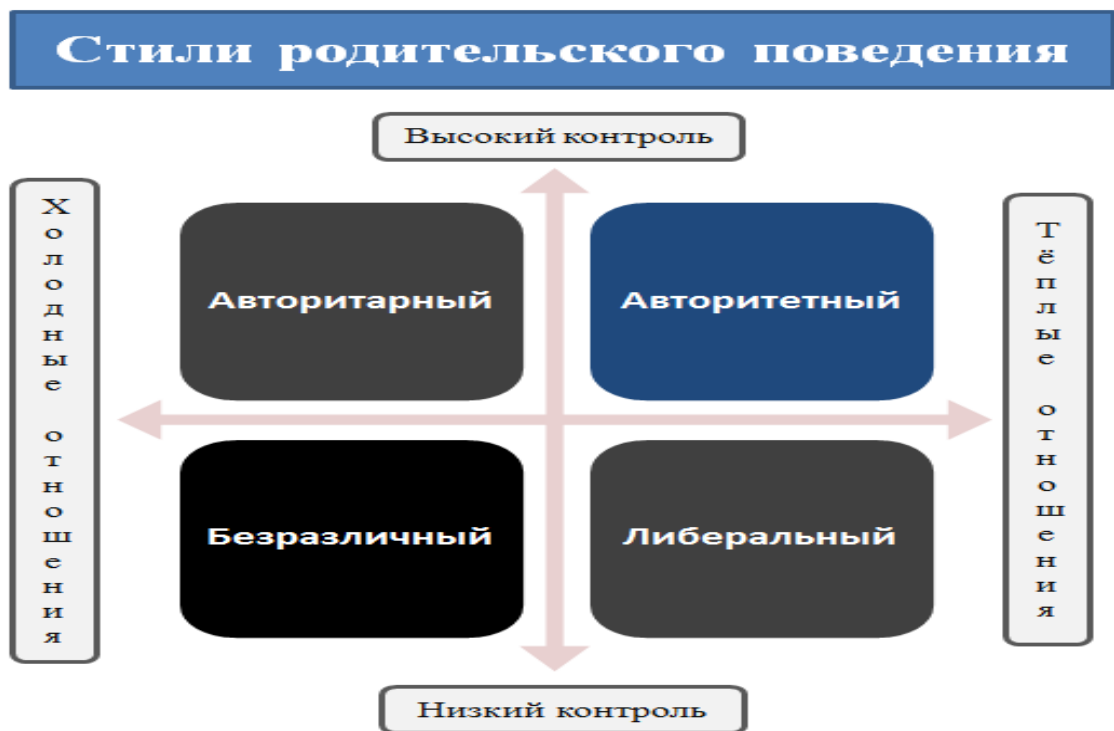 Стили родительского поведения
Высокий контроль
Холодные отношения
Тёплые отношения
Авторитарный
Авторитетный
Безразличный
Либеральный
Низкий контроль